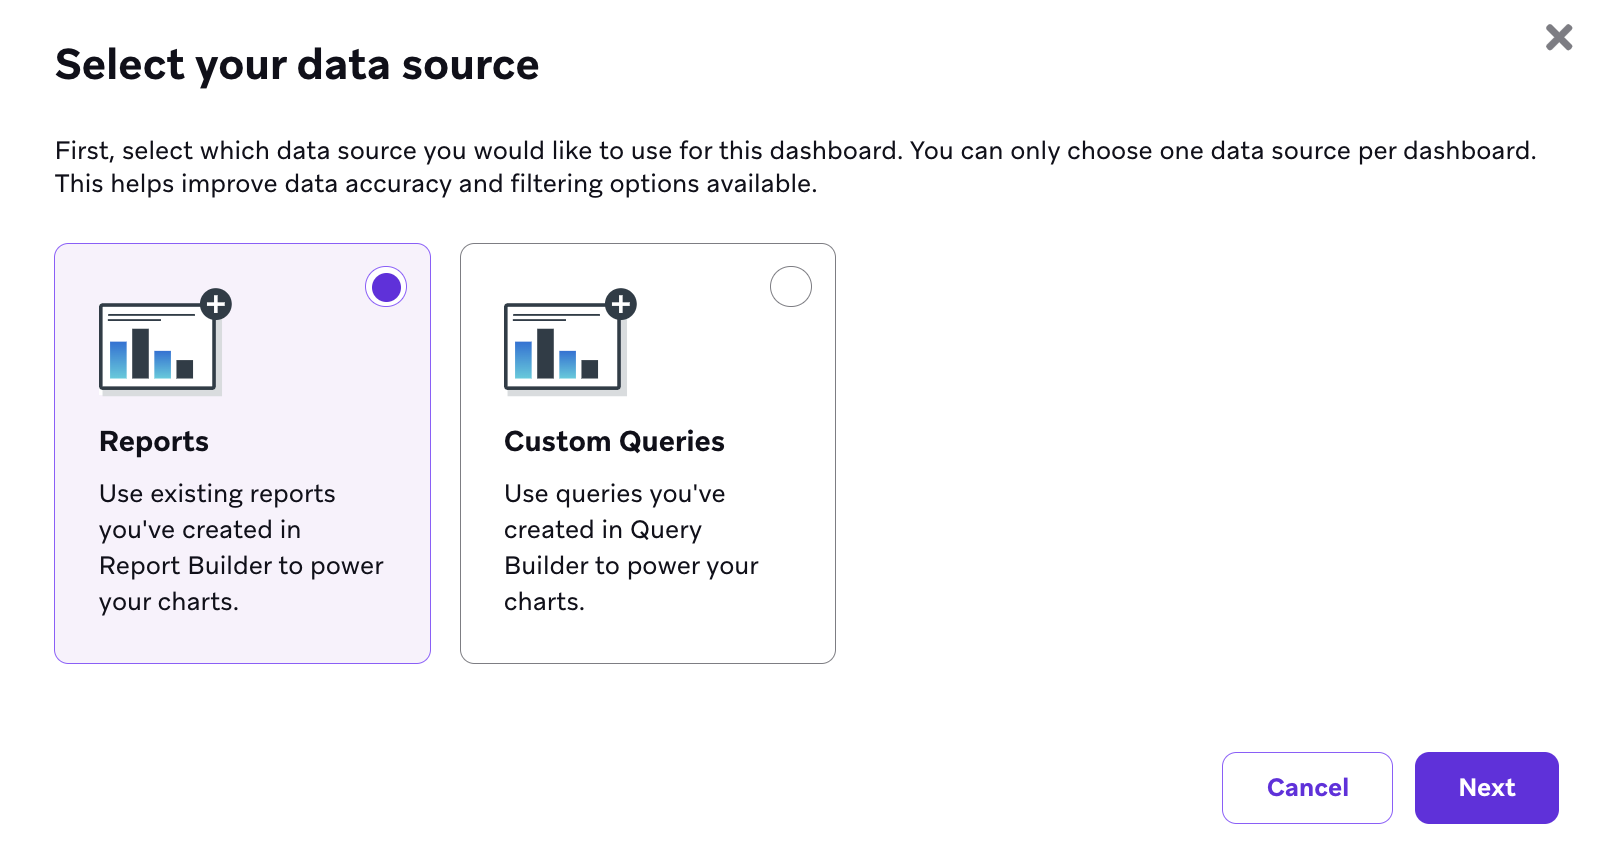 Select your data source
First, select which data source you would like to use for this dashboard. You can only choose one data source per dashboard.
This helps improve data accuracy and filtering options available.
Reports
Use existing reports
you've created in
Report Builder to power
your charts.
Custom Queries
Use queries you've
created in Query
Builder to power your
charts.
Cancel
Next